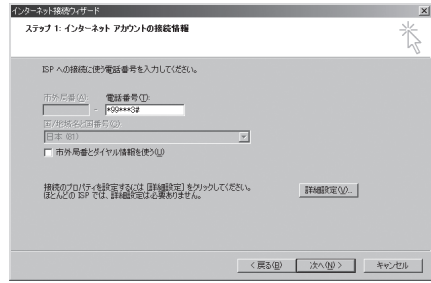 インターネット接続ウィザード
ステップ 1: インターネット アカウントの接続情報
ISP への接続に使う電話番号を入力してください。
市外局番(A): 電話番号(T):
- *99***3#
国/地域名と国番号(C)
日本 (81)
市外局番とダイヤル情報を使う(U)
接続のプロパティを設定するには [詳細設定] をクリックしてください。
ほとんどの ISP では、詳細設定は必要ありません。
詳細設定(V)...
< 戻る(B) 次へ(N) > キャンセル